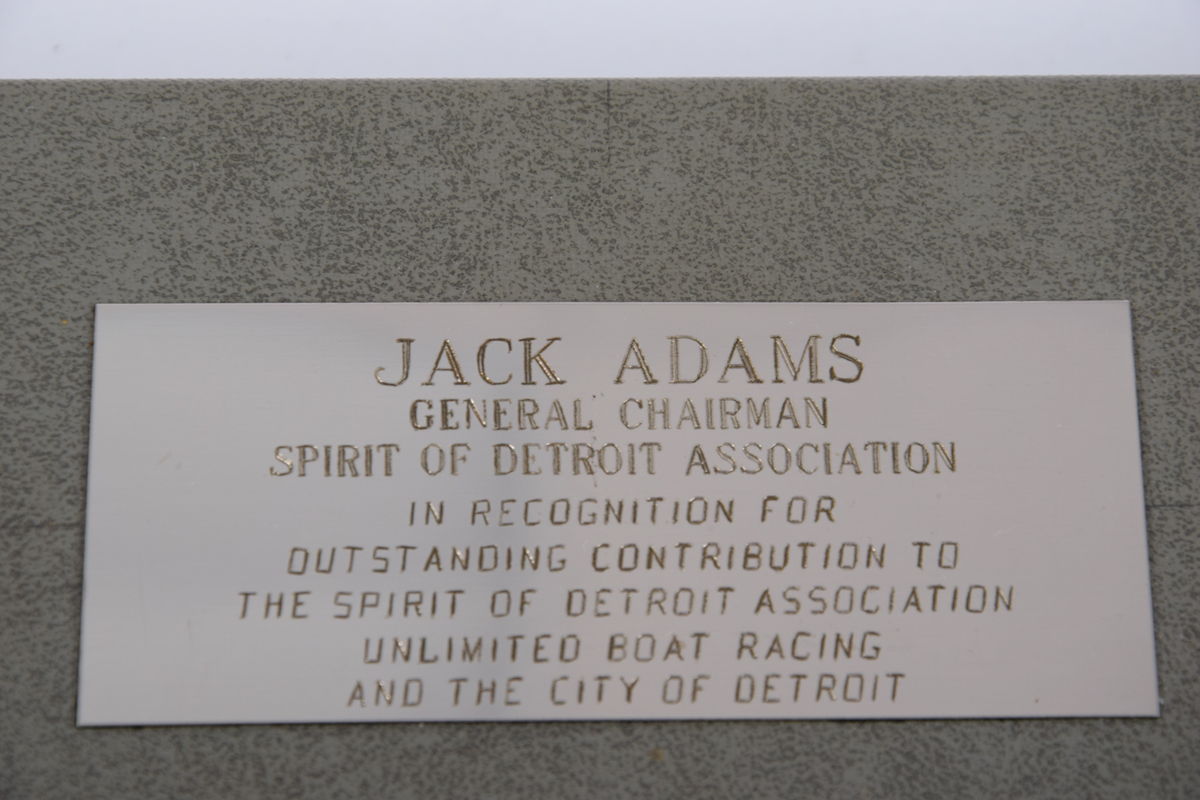 JACK ADAMS
GENERAL CHAIRMAN
SPIRIT OF DETROIT ASSOCIATION
IN RECOGNITION FOR
OUTSTANDING CONTRIBUTION TO
THE SPIRIT OF DETROIT ASSOCIATION
UNLIMITED BOAT RACING
AND THE CITY OF DETROIT